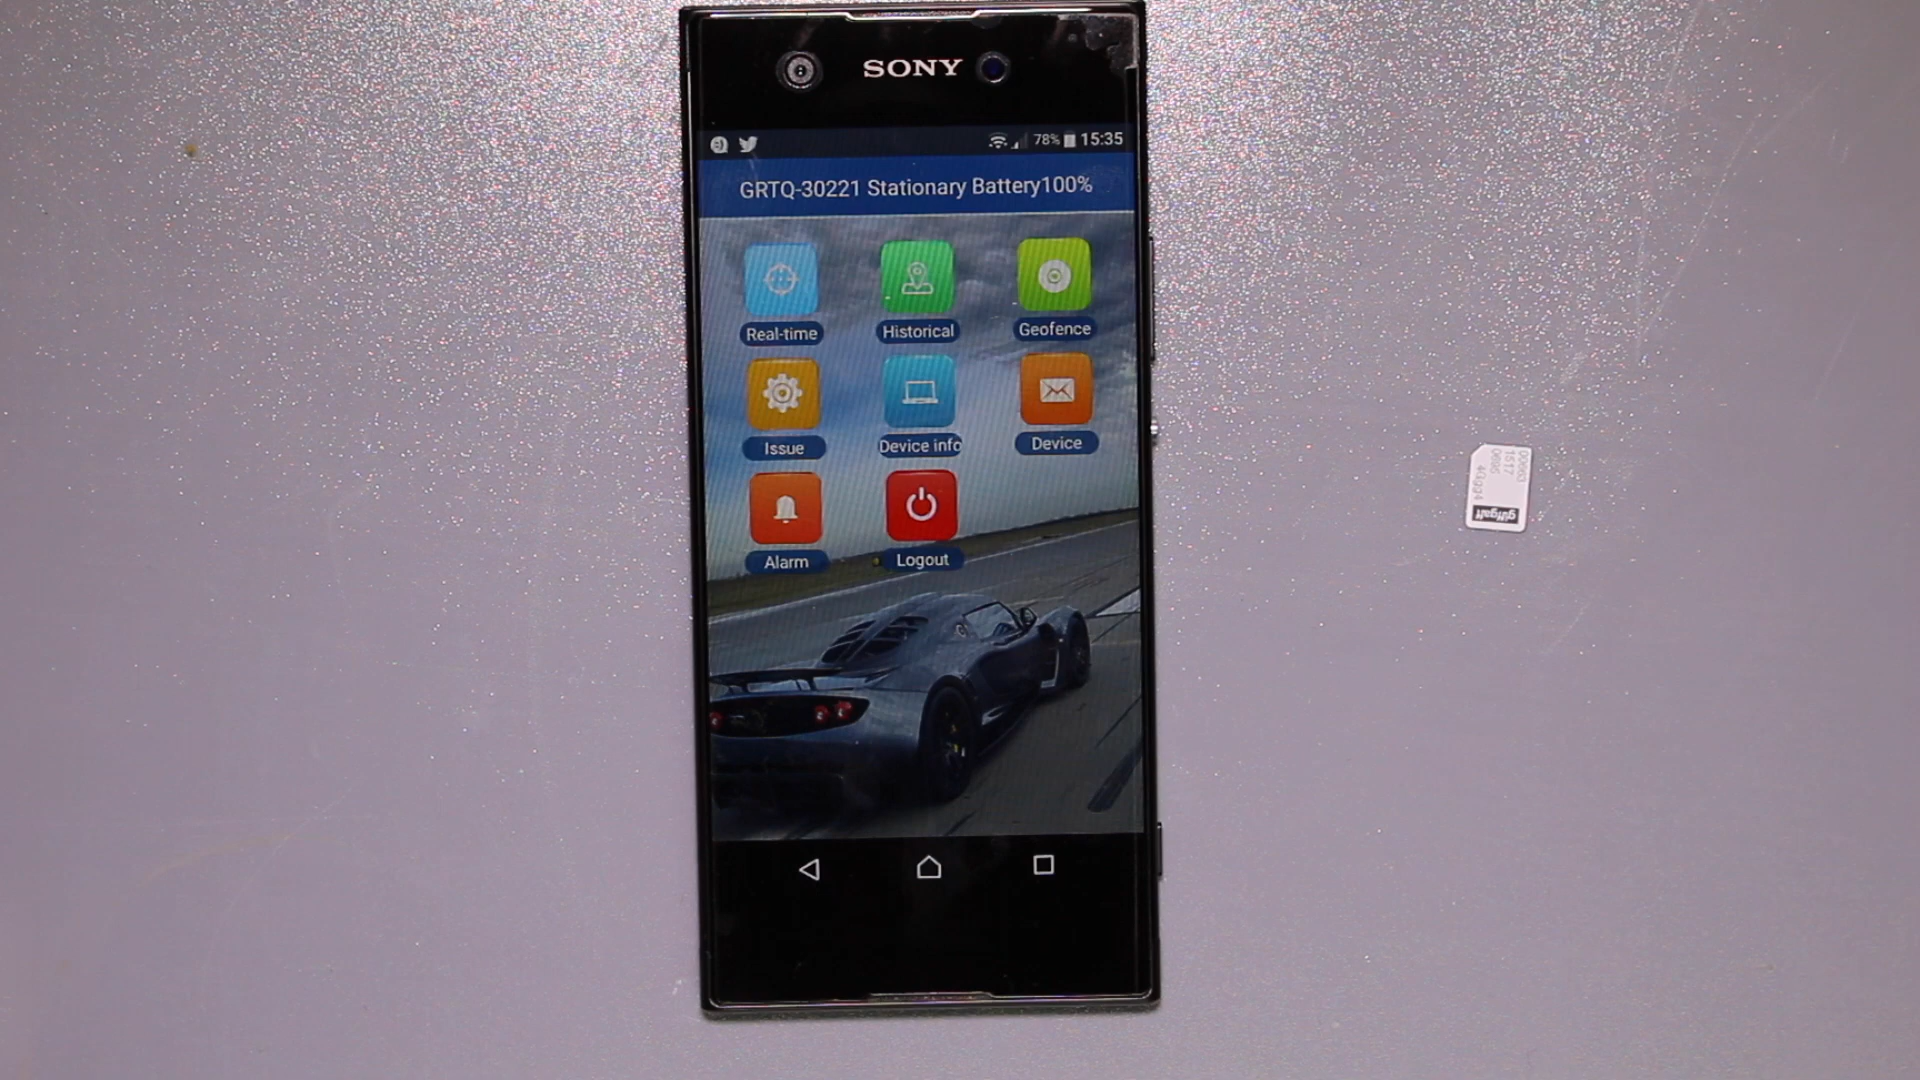 SONY
78% 15:35
GRTQ-30221 Stationary Battery100%
Real-time Historical Geofence
Issue Device info Device
Alarm Logout
giffgaff